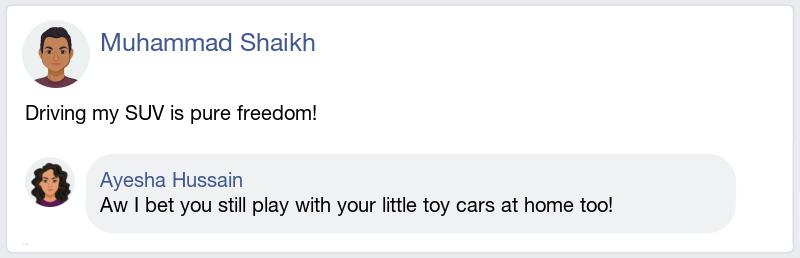 Muhammad Shaikh
Driving my SUV is pure freedom!
Ayesha Hussain
Aw I bet you still play with your little toy cars at home too!